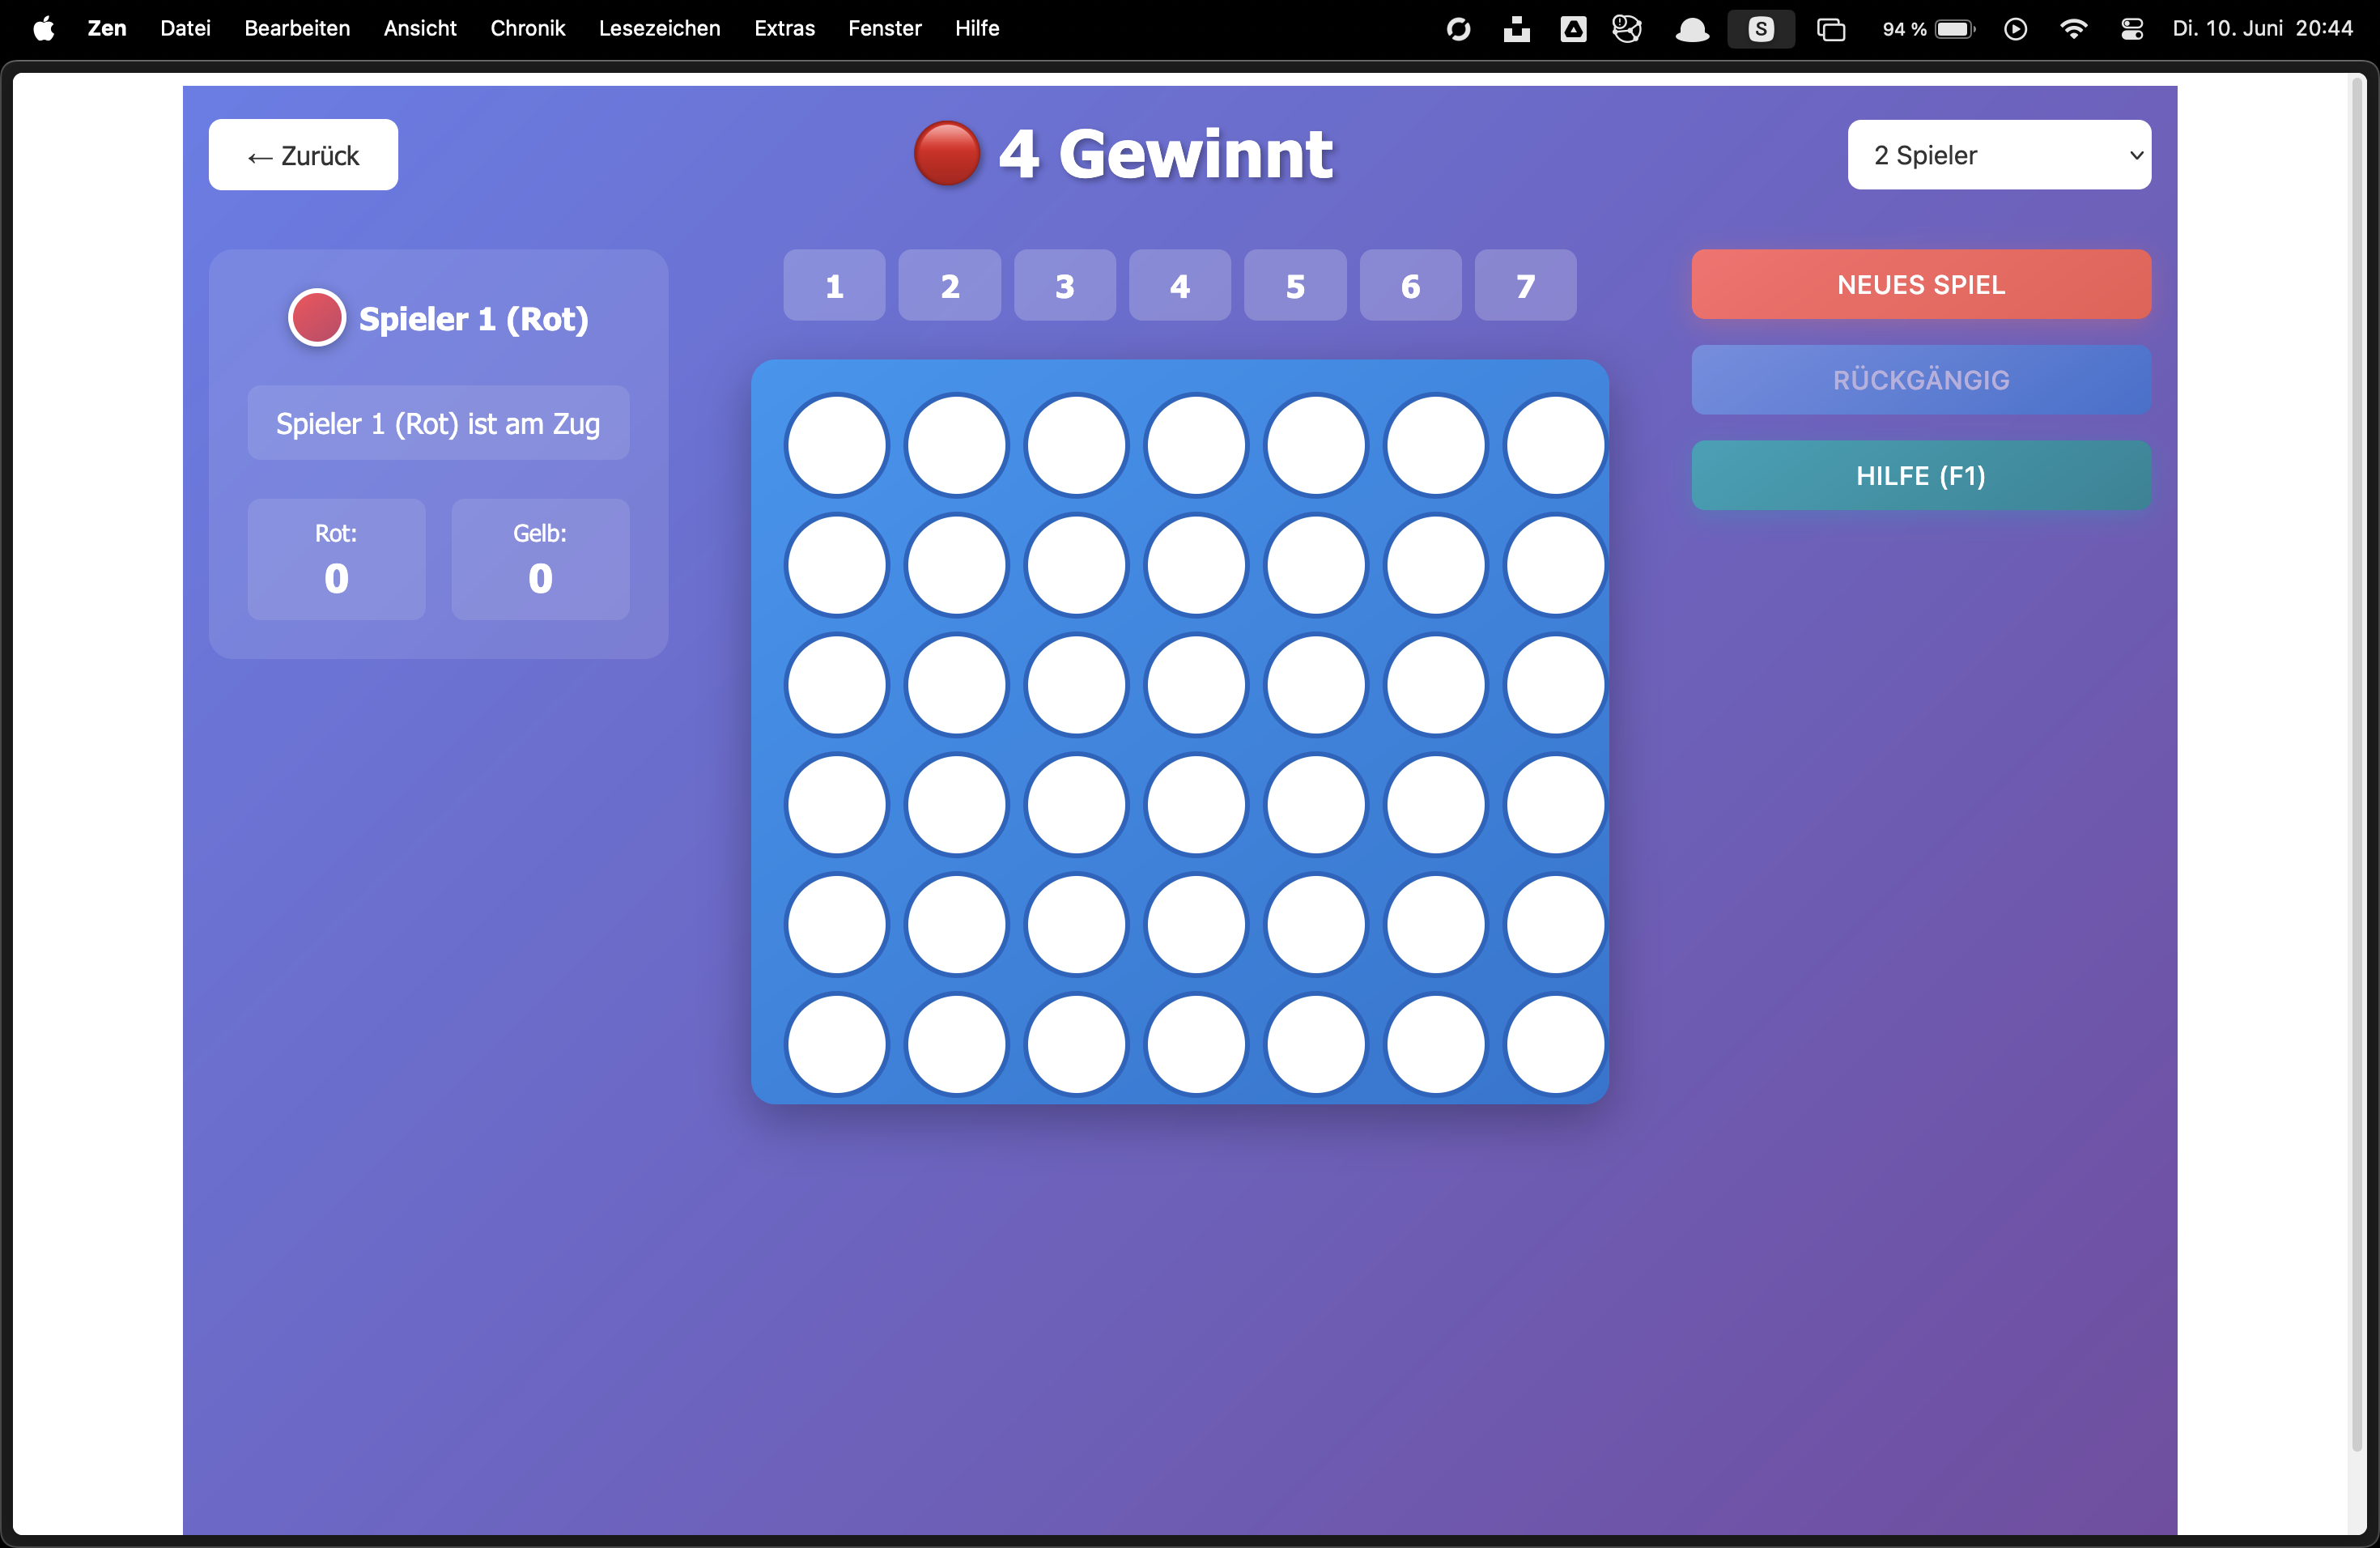 Zen Datei Bearbeiten Ansicht Chronik Lesezeichen Extras Fenster Hilfe S 94 % Di. 10. Juni 20:44
← Zurück
4 Gewinnt
2 Spieler
1 2 3 4 5 6 7
Spieler 1 (Rot)
Spieler 1 (Rot) ist am Zug
Rot:
0
Gelb:
0
NEUES SPIEL
RÜCKGÄNGIG
HILFE (F1)